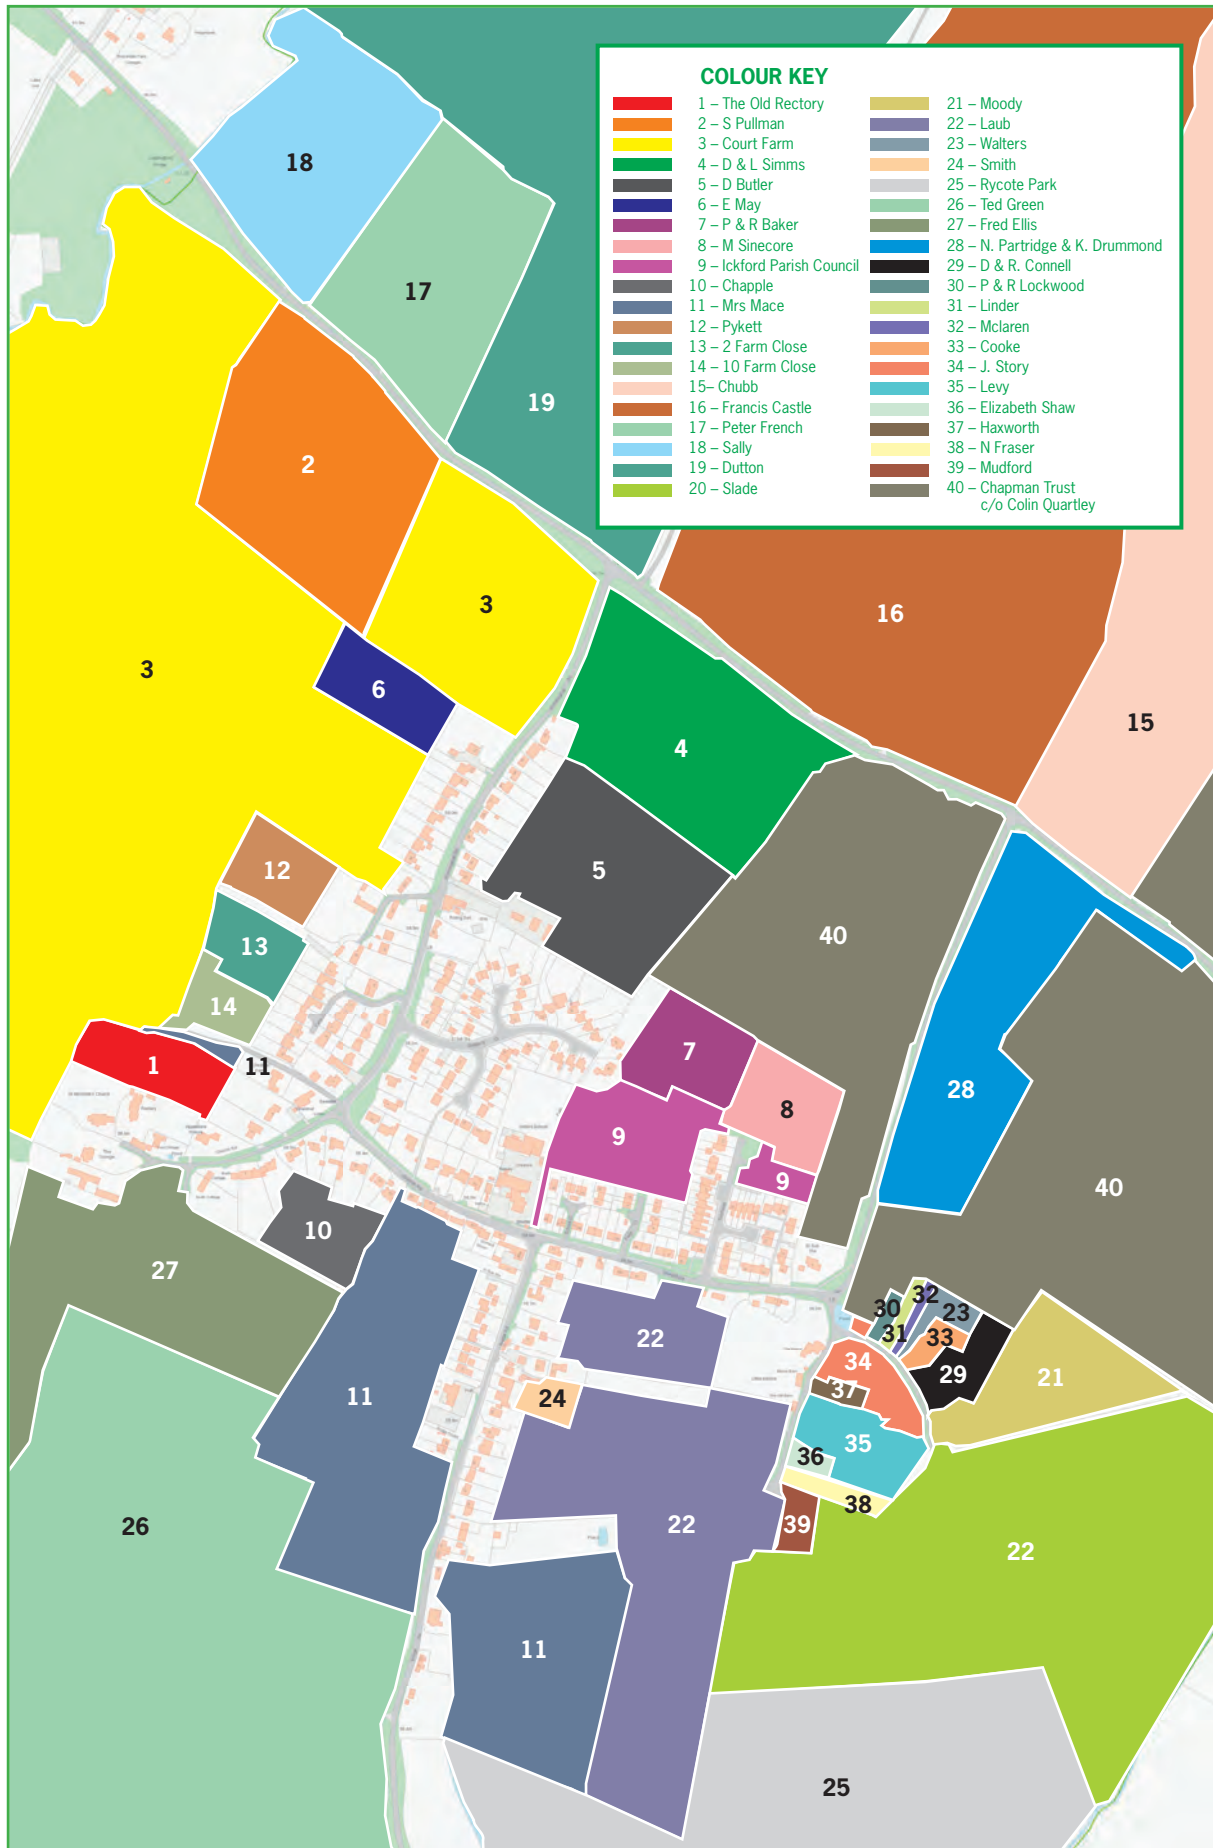 COLOUR KEY
1 – The Old Rectory
2 – S Pullman
3 – Court Farm
4 – D & L Simms
5 – D Butler
6 – E May
7 – P & R Baker
8 – M Sinecore
9 – Ickford Parish Council
10 – Chapple
11 – Mrs Mace
12 – Pykett
13 – 2 Farm Close
14 – 10 Farm Close
15– Chubb
16 – Francis Castle
17 – Peter French
18 – Sally
19 – Dutton
20 – Slade
21 – Moody
22 – Laub
23 – Walters
24 – Smith
25 – Rycote Park
26 – Ted Green
27 – Fred Ellis
28 – N. Partridge & K. Drummond
29 – D & R. Connell
30 – P & R Lockwood
31 – Linder
32 – Mclaren
33 – Cooke
34 – J. Story
35 – Levy
36 – Elizabeth Shaw
37 – Haxworth
38 – N Fraser
39 – Mudford
40 – Chapman Trust
c/o Colin Quartley
18
17
19
2
3
16
3
6
15
4
12
5
40
13
14
7
1
11
28
8
9
9
40
10
27
30
32
23
31
33
22
34
29
21
37
11
24
35
36
38
26
22
39
22
11
25